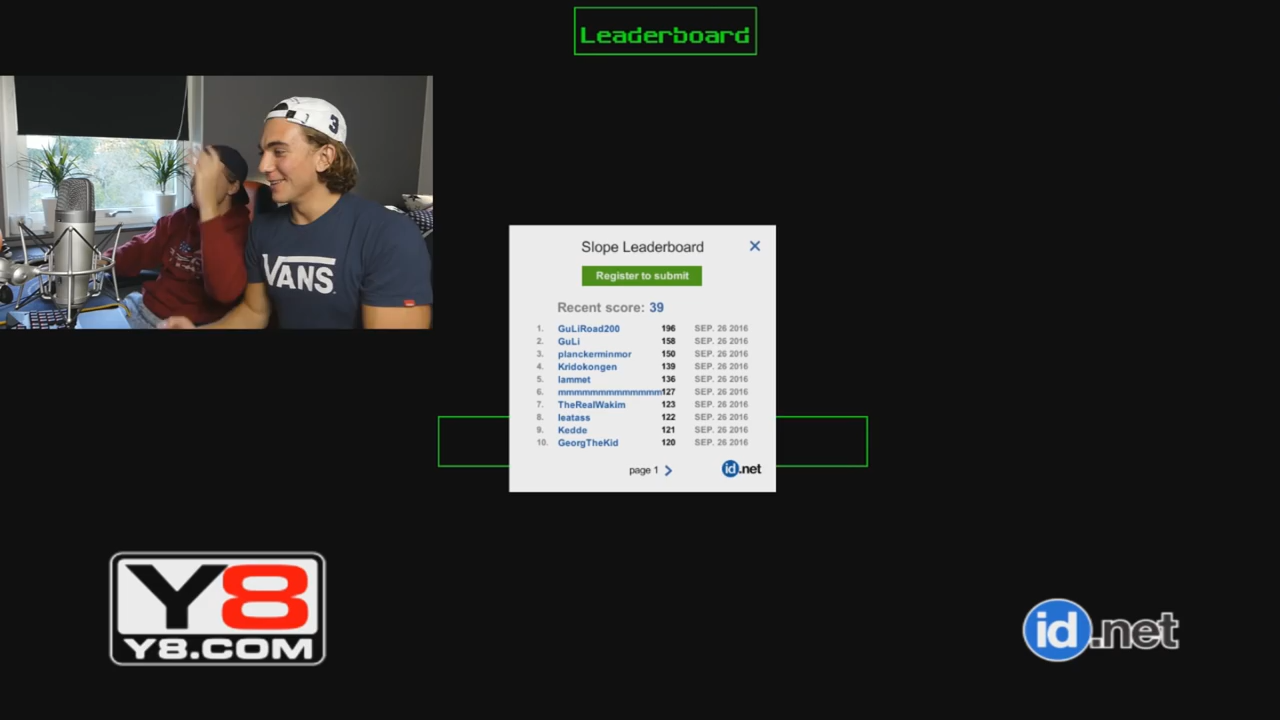 Leaderboard
3
VANS
Slope Leaderboard
Register to submit
Recent score: 39
1. GuLiRoad200 196 SEP. 26 2016
2. GuLi 158 SEP. 26 2016
3. planckerminmor 150 SEP. 26 2016
4. Kridokongen 139 SEP. 26 2016
5. lammet 136 SEP. 26 2016
6. mmmmmmmmmmmmm127 SEP. 26 2016
7. TheRealWakim 123 SEP. 26 2016
8. leatass 122 SEP. 26 2016
9. Kedde 121 SEP. 26 2016
10. GeorgTheKid 120 SEP. 26 2016
page 1
id.net
Y8
Y8.COM
id.net